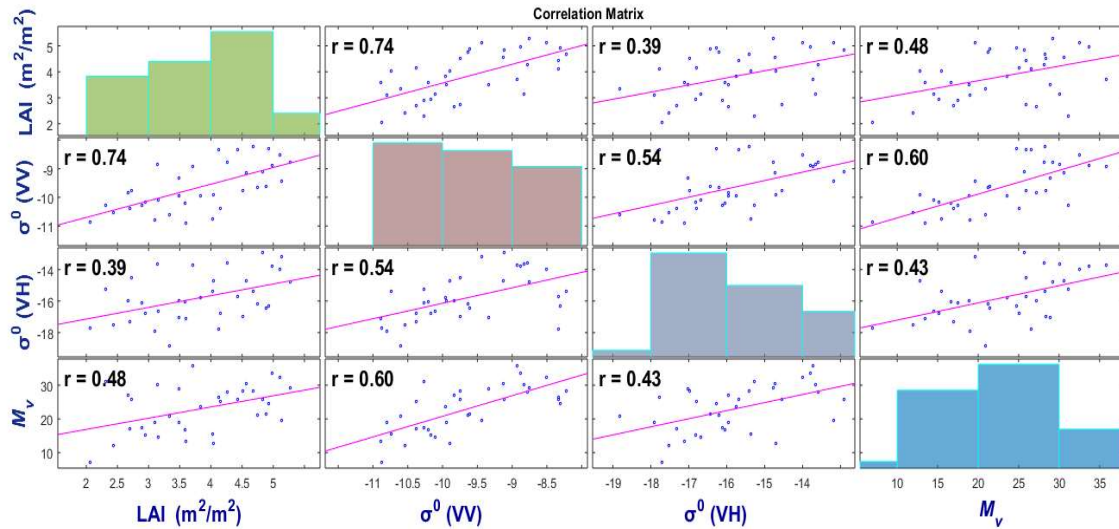 Correlation Matrix
LAI (m²/m²)
5
4
3
2
r = 0.74
r = 0.39
r = 0.48
σ⁰ (VV)
-9
-10
-11
r = 0.74
r = 0.54
r = 0.60
σ⁰ (VH)
-14
-16
-18
r = 0.39
r = 0.54
r = 0.43
Mᵥ
30
20
10
r = 0.48
r = 0.60
r = 0.43
2 2.5 3 3.5 4 4.5 5
-11 -10.5 -10 -9.5 -9 -8.5
-19 -18 -17 -16 -15 -14 -13
10 15 20 25 30 35
LAI (m²/m²) σ⁰ (VV) σ⁰ (VH) Mᵥ